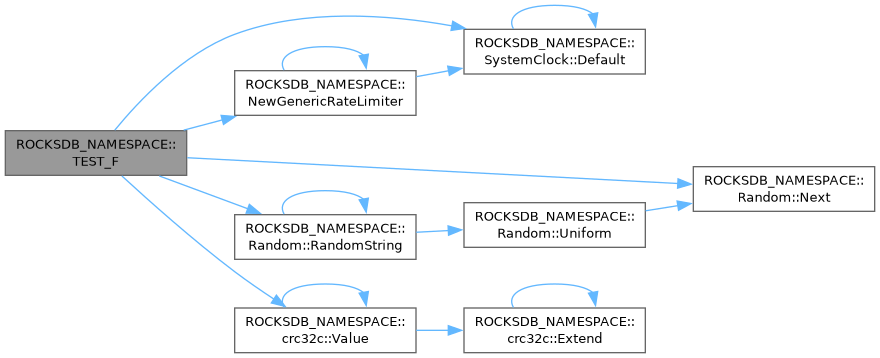 ROCKSDB_NAMESPACE::
SystemClock::Default
ROCKSDB_NAMESPACE::
NewGenericRateLimiter
ROCKSDB_NAMESPACE::
TEST_F
ROCKSDB_NAMESPACE::
Random::Next
ROCKSDB_NAMESPACE::
Random::RandomString
ROCKSDB_NAMESPACE::
Random::Uniform
ROCKSDB_NAMESPACE::
crc32c::Value
ROCKSDB_NAMESPACE::
crc32c::Extend